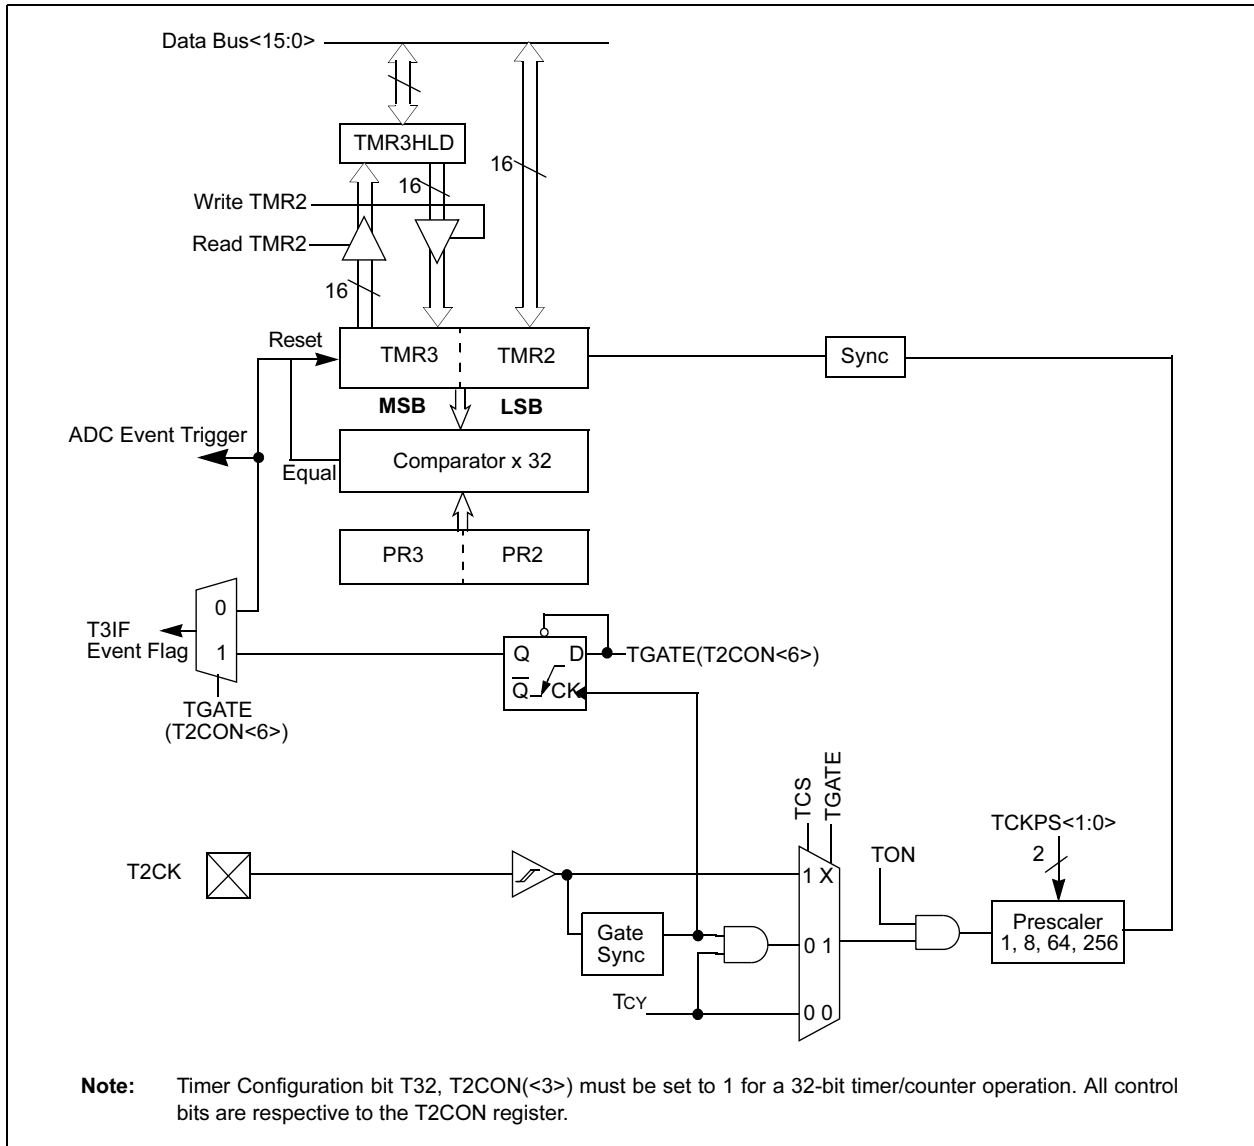 Data Bus<15:0>
TMR3HLD
16
16
Write TMR2
Read TMR2
16
Reset
TMR3
TMR2
Sync
MSB
LSB
ADC Event Trigger
Equal
Comparator x 32
PR3
PR2
0
1
T3IF
Event Flag
Q
D
TGATE(T2CON<6>)
Q
CK
TGATE
(T2CON<6>)
TCS
TGATE
TCKPS<1:0>
2
TON
T2CK
1 X
Prescaler
1, 8, 64, 256
Gate
Sync
0 1
TCY
0 0
Note: Timer Configuration bit T32, T2CON(<3>) must be set to 1 for a 32-bit timer/counter operation. All control
bits are respective to the T2CON register.